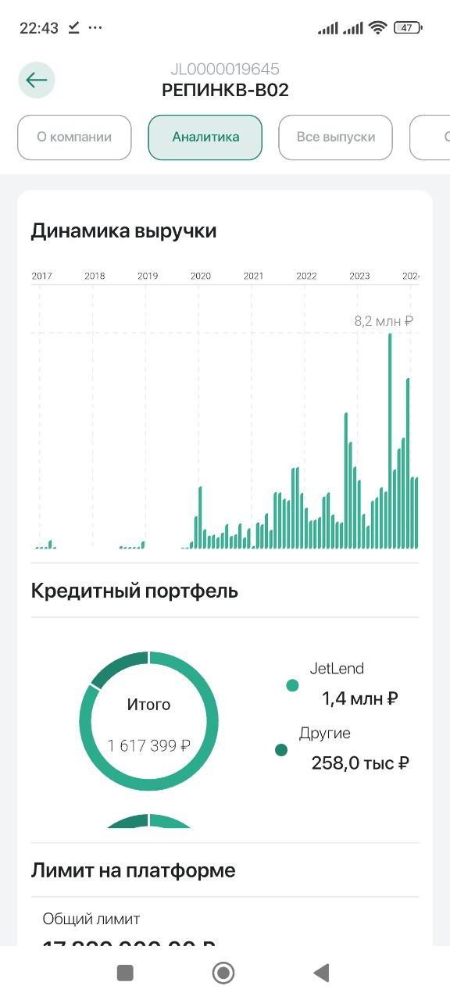 22:43
47
JL0000019645
РЕПИНКВ-В02
О компании
Аналитика
Все выпуски
Динамика выручки
2017 2018 2019 2020 2021 2022 2023
8,2 млн ₽
Кредитный портфель
Итого
1 617 399 ₽
JetLend
1,4 млн ₽
Другие
258,0 тыс ₽
Лимит на платформе
Общий лимит